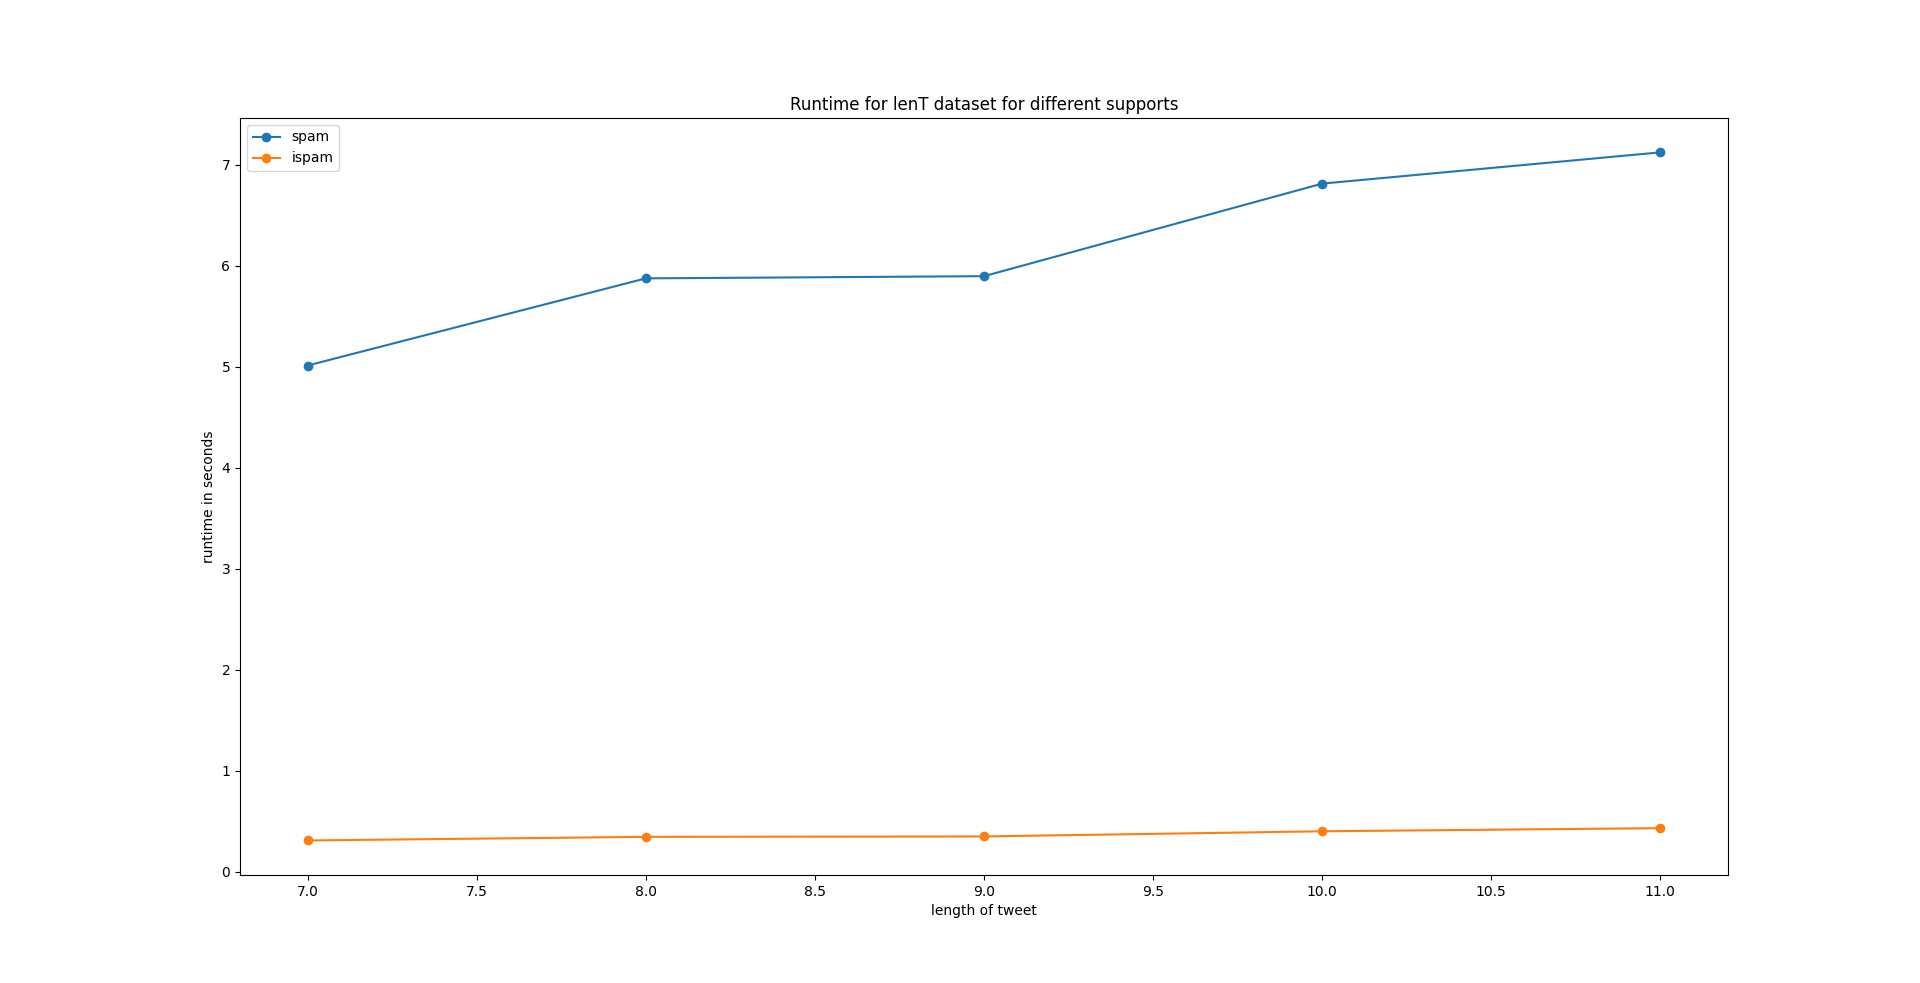 Runtime for lenT dataset for different supports
spam
ispam
7
6
5
4
3
2
1
0
runtime in seconds
7.0 7.5 8.0 8.5 9.0 9.5 10.0 10.5 11.0
length of tweet